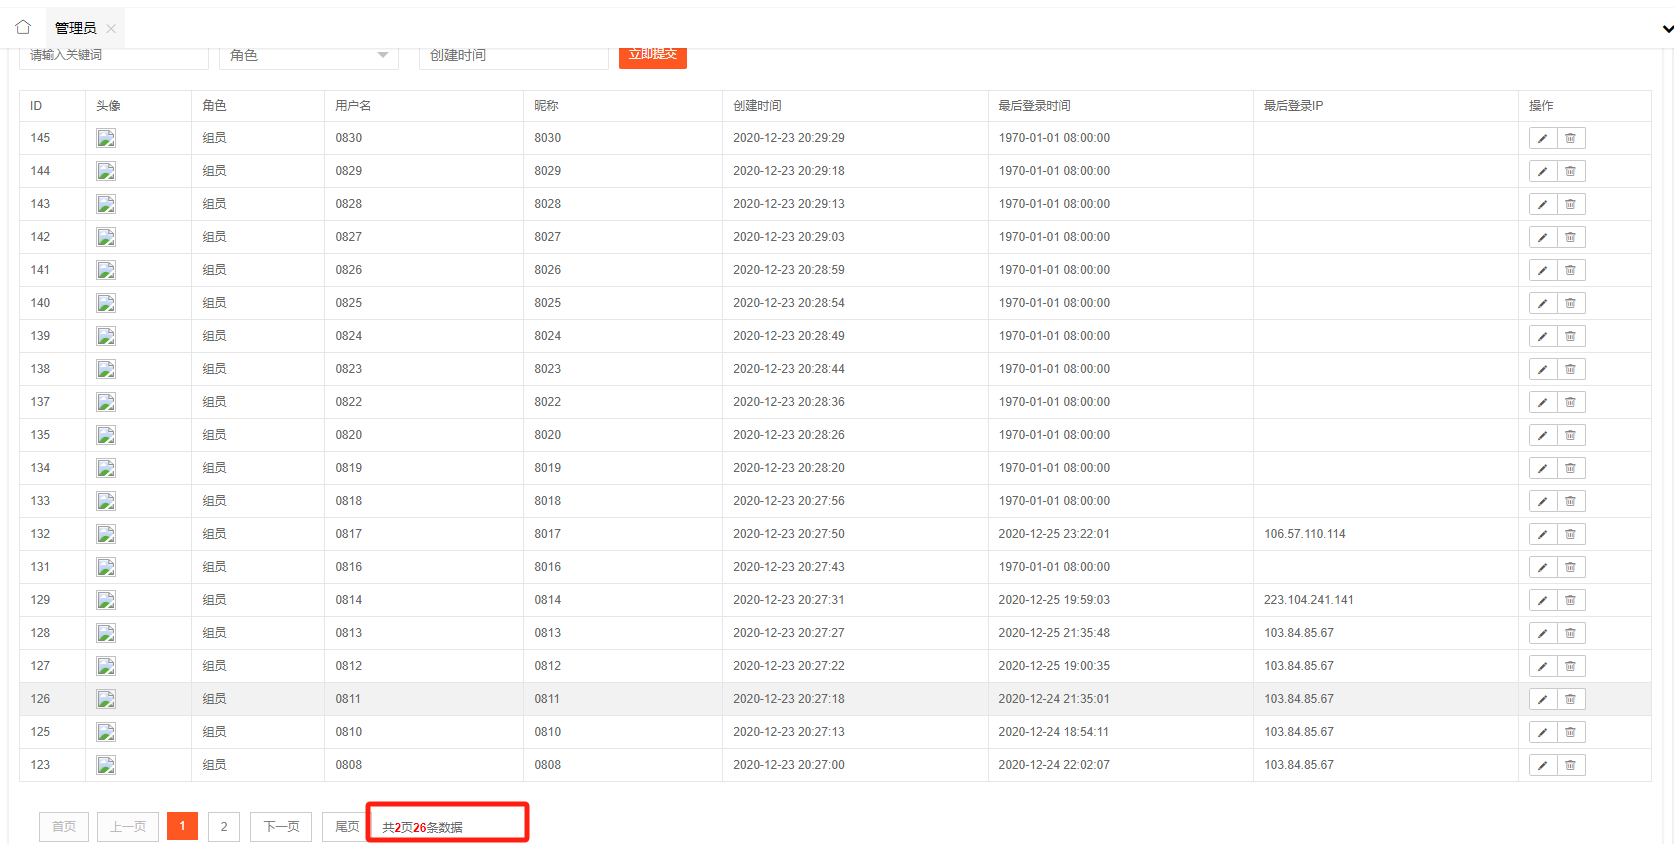 管理员
请输入关键词 角色 创建时间 立即提交
ID 头像 角色 用户名 昵称 创建时间 最后登录时间 最后登录IP 操作
145 组员 0830 8030 2020-12-23 20:29:29 1970-01-01 08:00:00
144 组员 0829 8029 2020-12-23 20:29:18 1970-01-01 08:00:00
143 组员 0828 8028 2020-12-23 20:29:13 1970-01-01 08:00:00
142 组员 0827 8027 2020-12-23 20:29:03 1970-01-01 08:00:00
141 组员 0826 8026 2020-12-23 20:28:59 1970-01-01 08:00:00
140 组员 0825 8025 2020-12-23 20:28:54 1970-01-01 08:00:00
139 组员 0824 8024 2020-12-23 20:28:49 1970-01-01 08:00:00
138 组员 0823 8023 2020-12-23 20:28:44 1970-01-01 08:00:00
137 组员 0822 8022 2020-12-23 20:28:36 1970-01-01 08:00:00
135 组员 0820 8020 2020-12-23 20:28:26 1970-01-01 08:00:00
134 组员 0819 8019 2020-12-23 20:28:20 1970-01-01 08:00:00
133 组员 0818 8018 2020-12-23 20:27:56 1970-01-01 08:00:00
132 组员 0817 8017 2020-12-23 20:27:50 2020-12-25 23:22:01 106.57.110.114
131 组员 0816 8016 2020-12-23 20:27:43 1970-01-01 08:00:00
129 组员 0814 0814 2020-12-23 20:27:31 2020-12-25 19:59:03 223.104.241.141
128 组员 0813 0813 2020-12-23 20:27:27 2020-12-25 21:35:48 103.84.85.67
127 组员 0812 0812 2020-12-23 20:27:22 2020-12-25 19:00:35 103.84.85.67
126 组员 0811 0811 2020-12-23 20:27:18 2020-12-24 21:35:01 103.84.85.67
125 组员 0810 0810 2020-12-23 20:27:13 2020-12-24 18:54:11 103.84.85.67
123 组员 0808 0808 2020-12-23 20:27:00 2020-12-24 22:02:07 103.84.85.67
首页 上一页 1 2 下一页 尾页 共2页26条数据